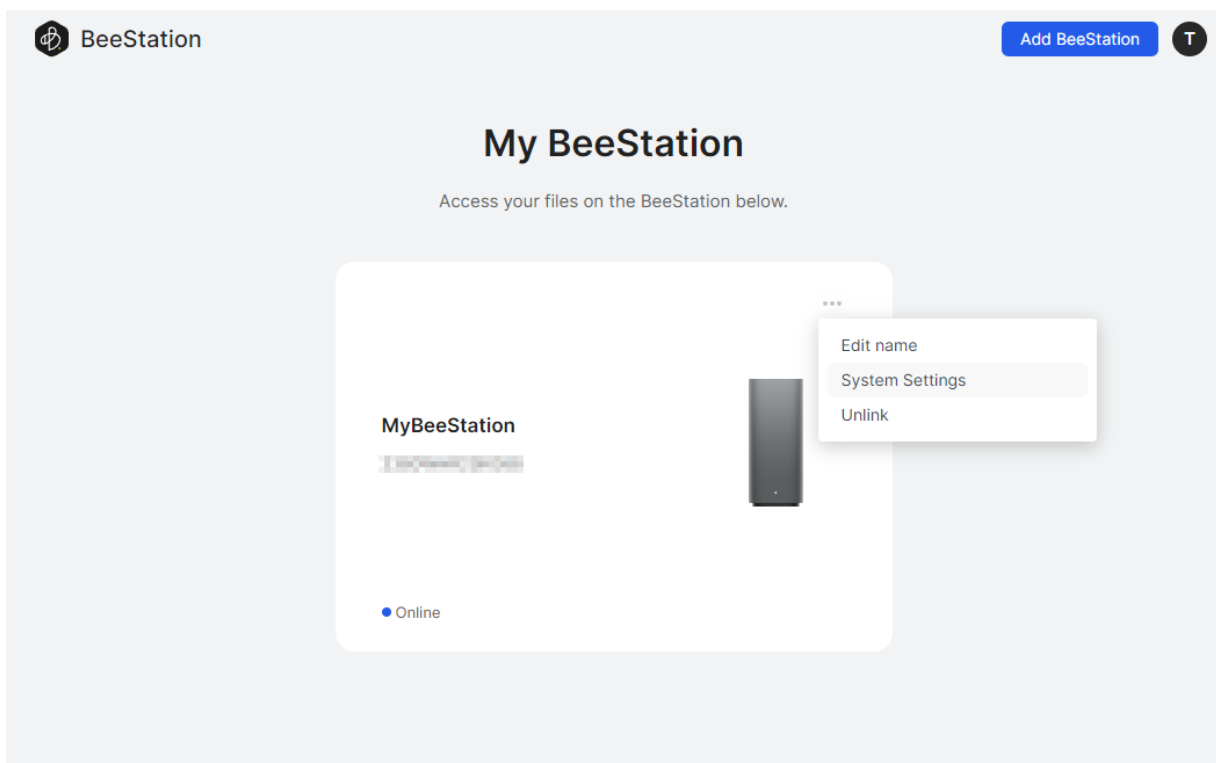 BeeStation
Add BeeStation
T
My BeeStation
Access your files on the BeeStation below.
Edit name
System Settings
Unlink
MyBeeStation
Online